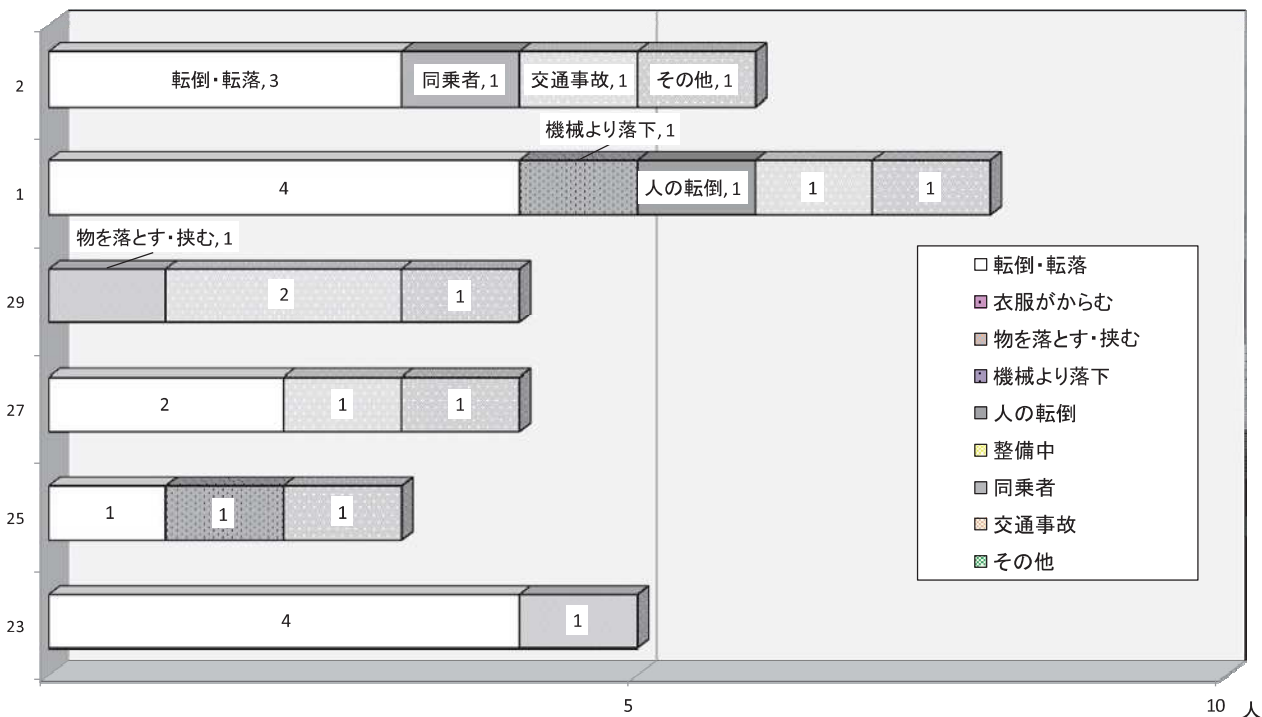 2
転倒・転落, 3
同乗者, 1
交通事故, 1
その他, 1
機械より落下, 1
1
4
人の転倒, 1
1
1
物を落とす・挟む, 1
29
2
1
27
2
1
1
25
1
1
1
23
4
1
転倒・転落
衣服がからむ
物を落とす・挟む
機械より落下
人の転倒
整備中
同乗者
交通事故
その他
5
10
人